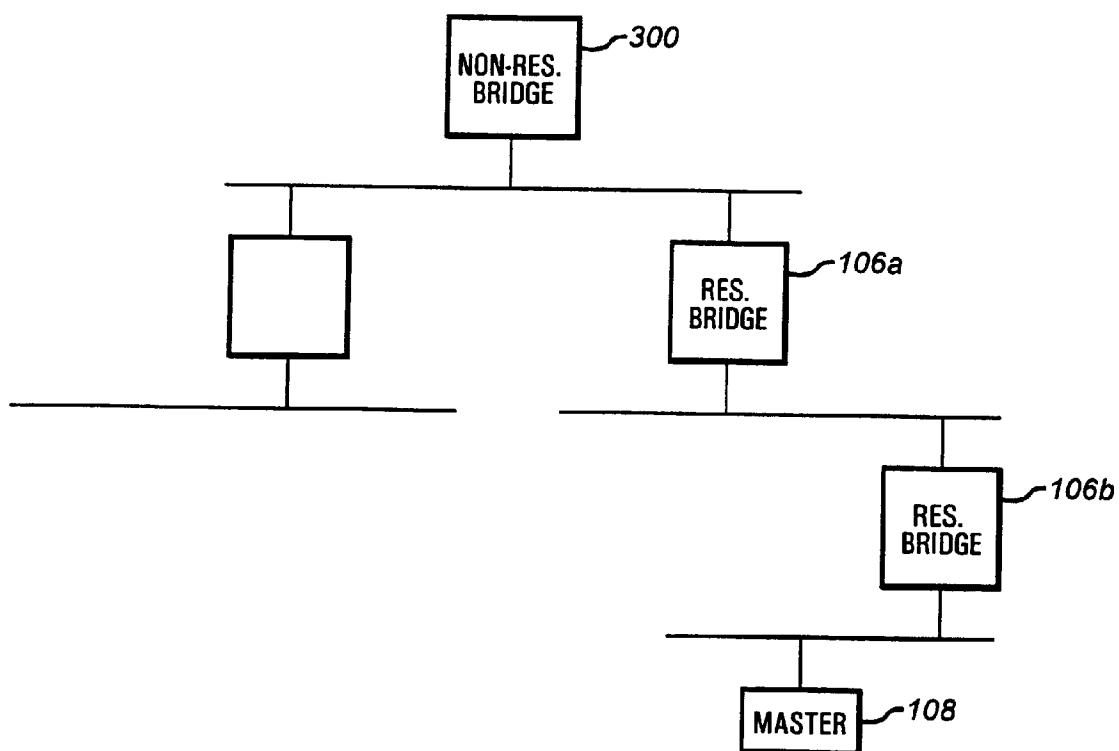 300
NON-RES.
BRIDGE
106a
RES.
BRIDGE
106b
RES.
BRIDGE
MASTER
108